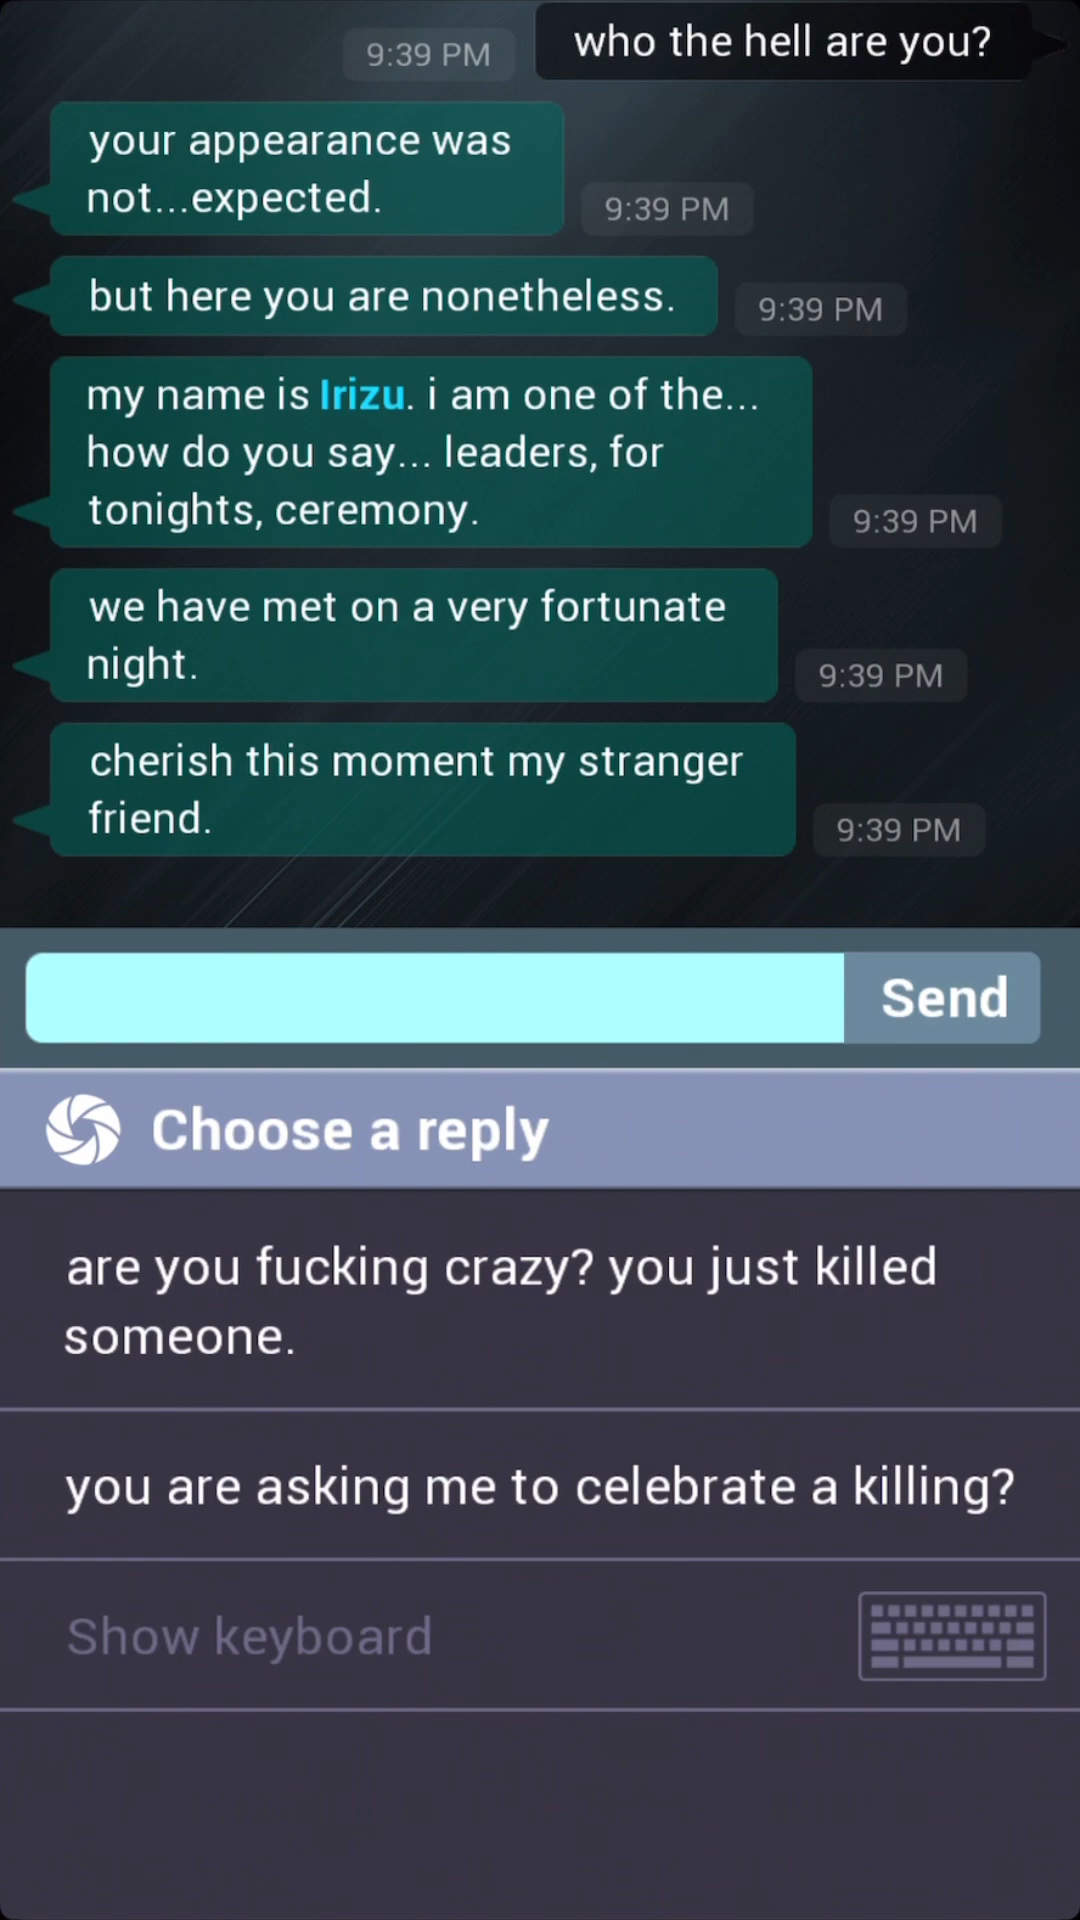 who the hell are you?
9:39 PM
your appearance was
not...expected.
9:39 PM
but here you are nonetheless.
9:39 PM
my name is Irizu. i am one of the...
how do you say... leaders, for
tonights, ceremony.
9:39 PM
we have met on a very fortunate
night.
9:39 PM
cherish this moment my stranger
friend.
9:39 PM
Send
Choose a reply
are you fucking crazy? you just killed
someone.
you are asking me to celebrate a killing?
Show keyboard